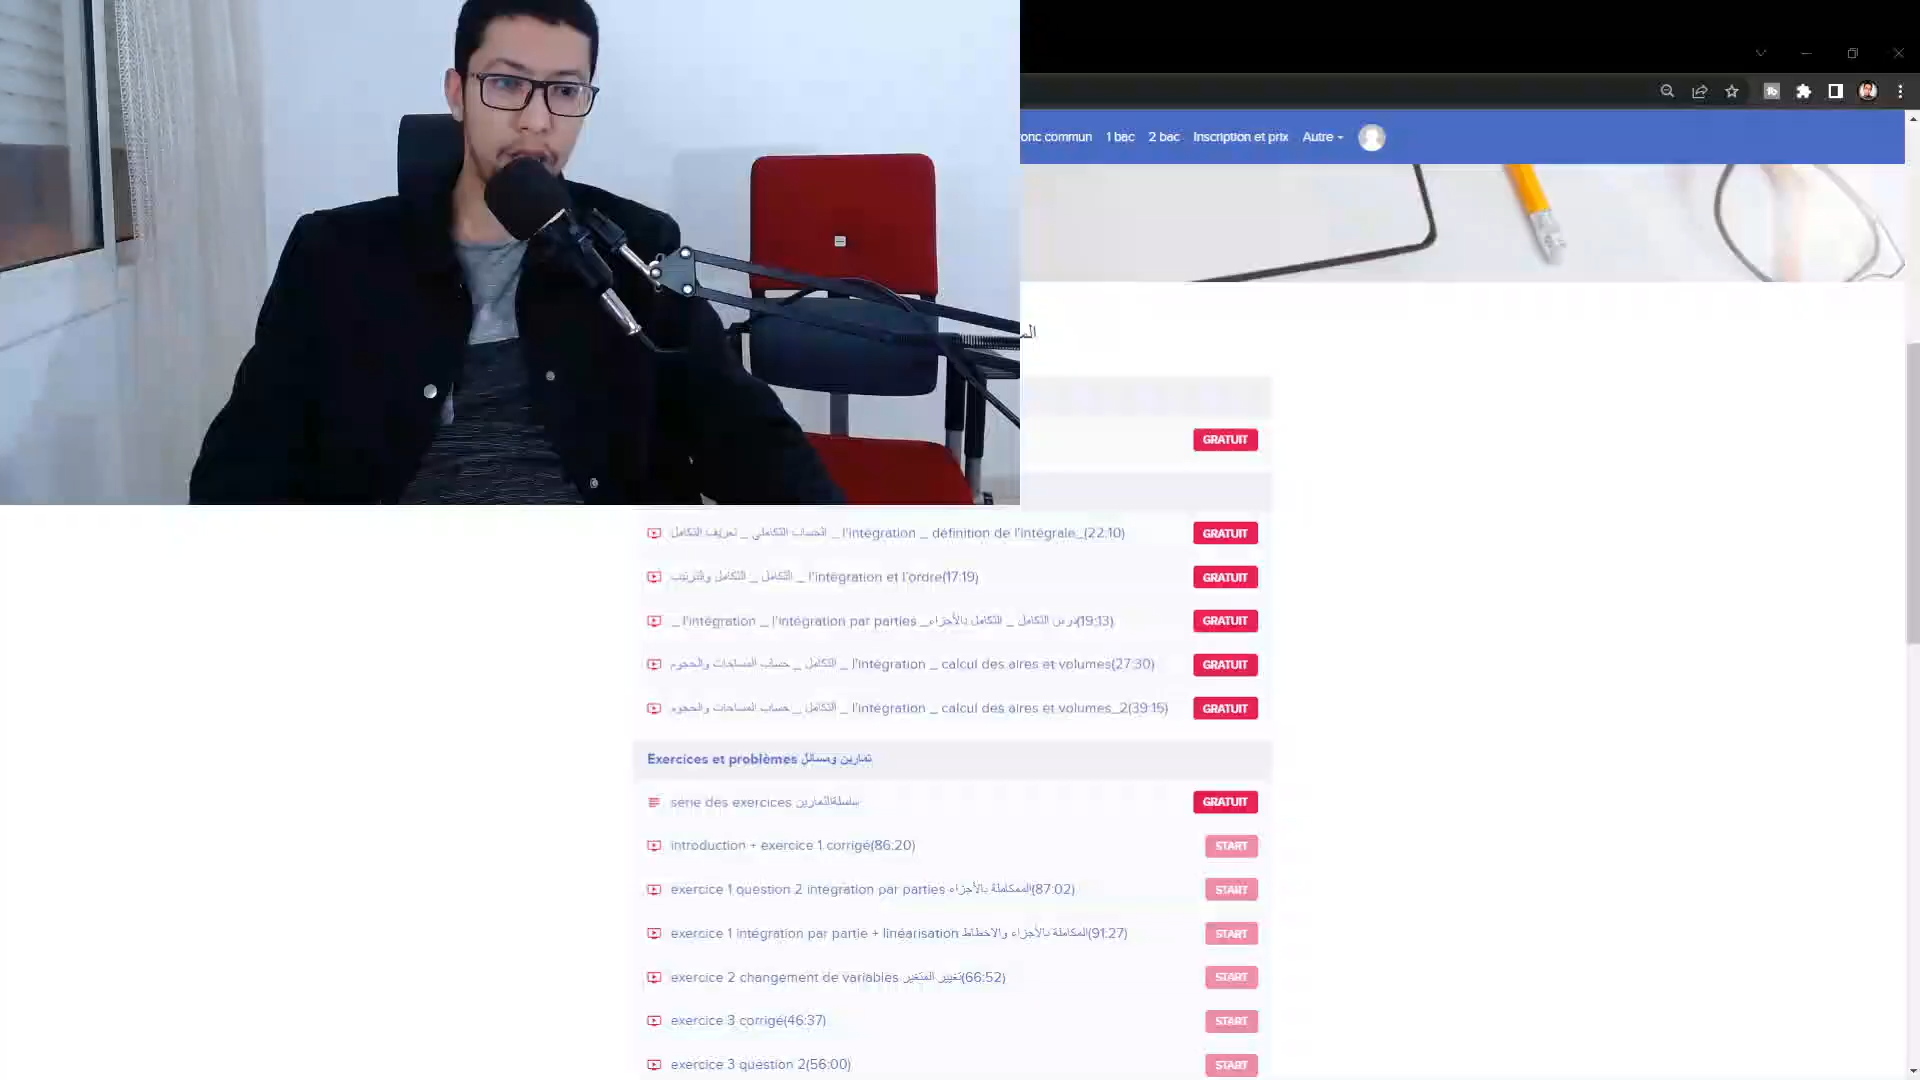 onc commun 1 bac 2 bac Inscription et prix Autre
الم
GRATUIT
l'intégration _ définition de l'intégrale_(22:10) _ الحساب التكاملي _ تعريف التكامل GRATUIT
l'intégration et l'ordre(17:19) _ التكامل _ التكامل والترتيب GRATUIT
_ l'intégration _ l'intégration par parties _درس التكامل _ التكامل بالأجزاء(19:13) GRATUIT
l'intégration _ calcul des aires et volumes(27:30) _ التكامل _ حساب المساحات والحجوم GRATUIT
l'intégration _ calcul des aires et volumes_2(39:15) _ التكامل _ حساب المساحات والحجوم GRATUIT
Exercices et problèmes تمارين ومسائل
série des exercices سلسلةالتمارين GRATUIT
introduction + exercice 1 corrigé(86:20) START
exercice 1 question 2 intégration par parties المكاملة بالأجزاء(87:02) START
exercice 1 intégration par partie + linéarisation المكاملة بالأجزاء والاخطاط(91:27) START
exercice 2 changement de variables تغيير المتغير(66:52) START
exercice 3 corrigé(46:37) START
exercice 3 question 2(56:00) START